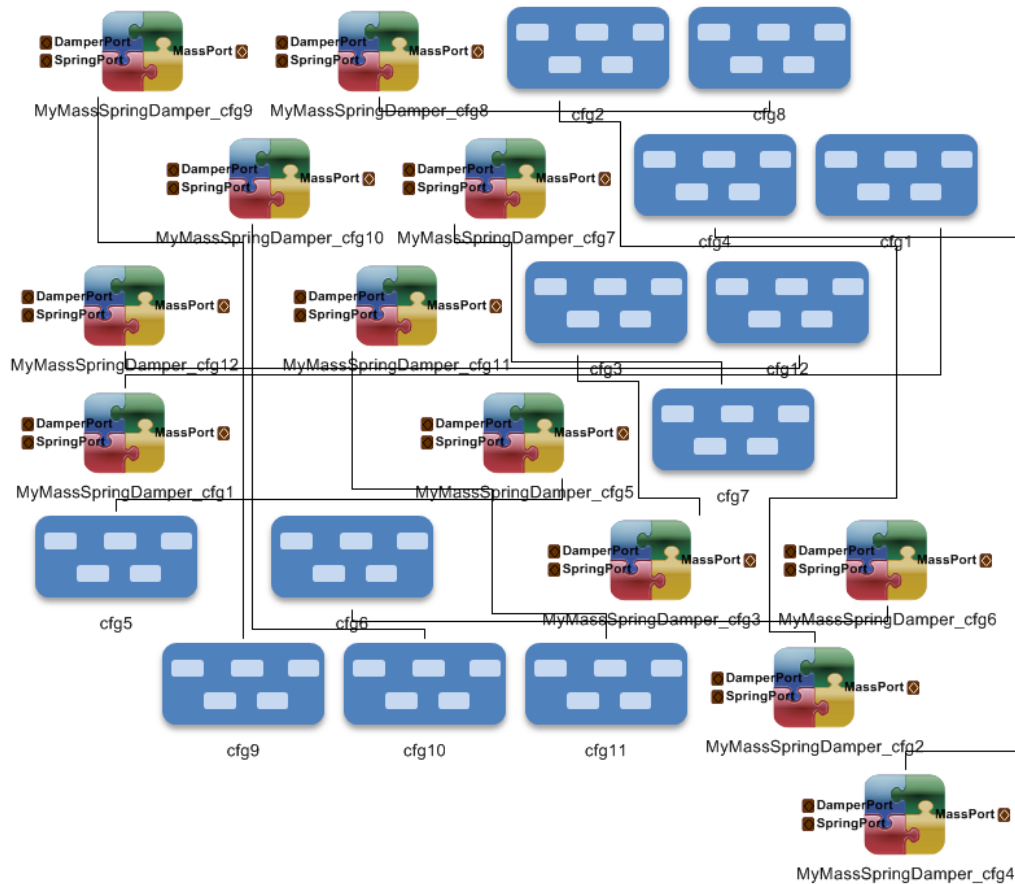 DamperPort
SpringPort
MassPort
MyMassSpringDamper_cfg9
DamperPort
SpringPort
MassPort
MyMassSpringDamper_cfg8
cfg2
cfg8
DamperPort
SpringPort
MassPort
MyMassSpringDamper_cfg10
DamperPort
SpringPort
MassPort
MyMassSpringDamper_cfg7
cfg4
cfg1
DamperPort
SpringPort
MassPort
MyMassSpringDamper_cfg12
DamperPort
SpringPort
MassPort
MyMassSpringDamper_cfg11
cfg3
cfg12
DamperPort
SpringPort
MassPort
MyMassSpringDamper_cfg1
DamperPort
SpringPort
MassPort
MyMassSpringDamper_cfg5
cfg7
cfg5
cfg6
DamperPort
SpringPort
MassPort
MyMassSpringDamper_cfg3
DamperPort
SpringPort
MassPort
MyMassSpringDamper_cfg6
cfg9
cfg10
cfg11
DamperPort
SpringPort
MassPort
MyMassSpringDamper_cfg2
DamperPort
SpringPort
MassPort
MyMassSpringDamper_cfg4